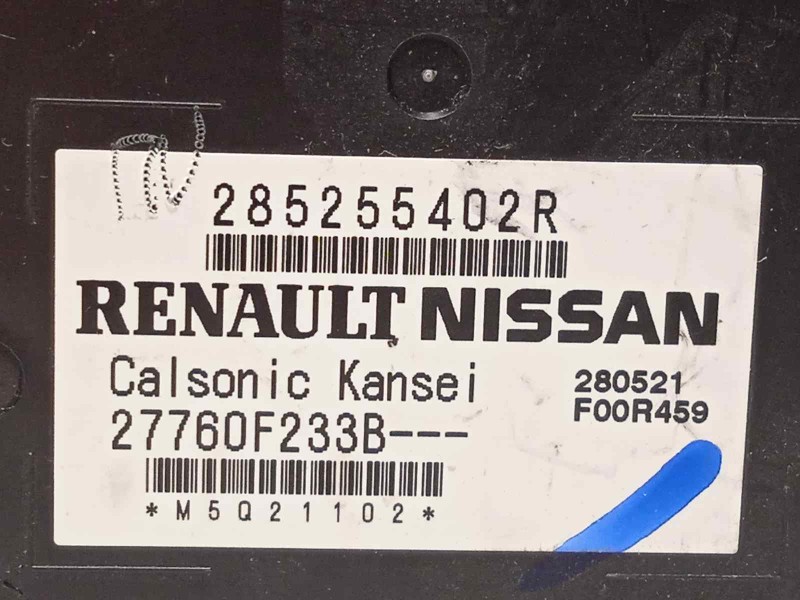 285255402R
RENAULT NISSAN
Calsonic Kansei
280521
27760F233B---
F00R459
*M5Q21102*